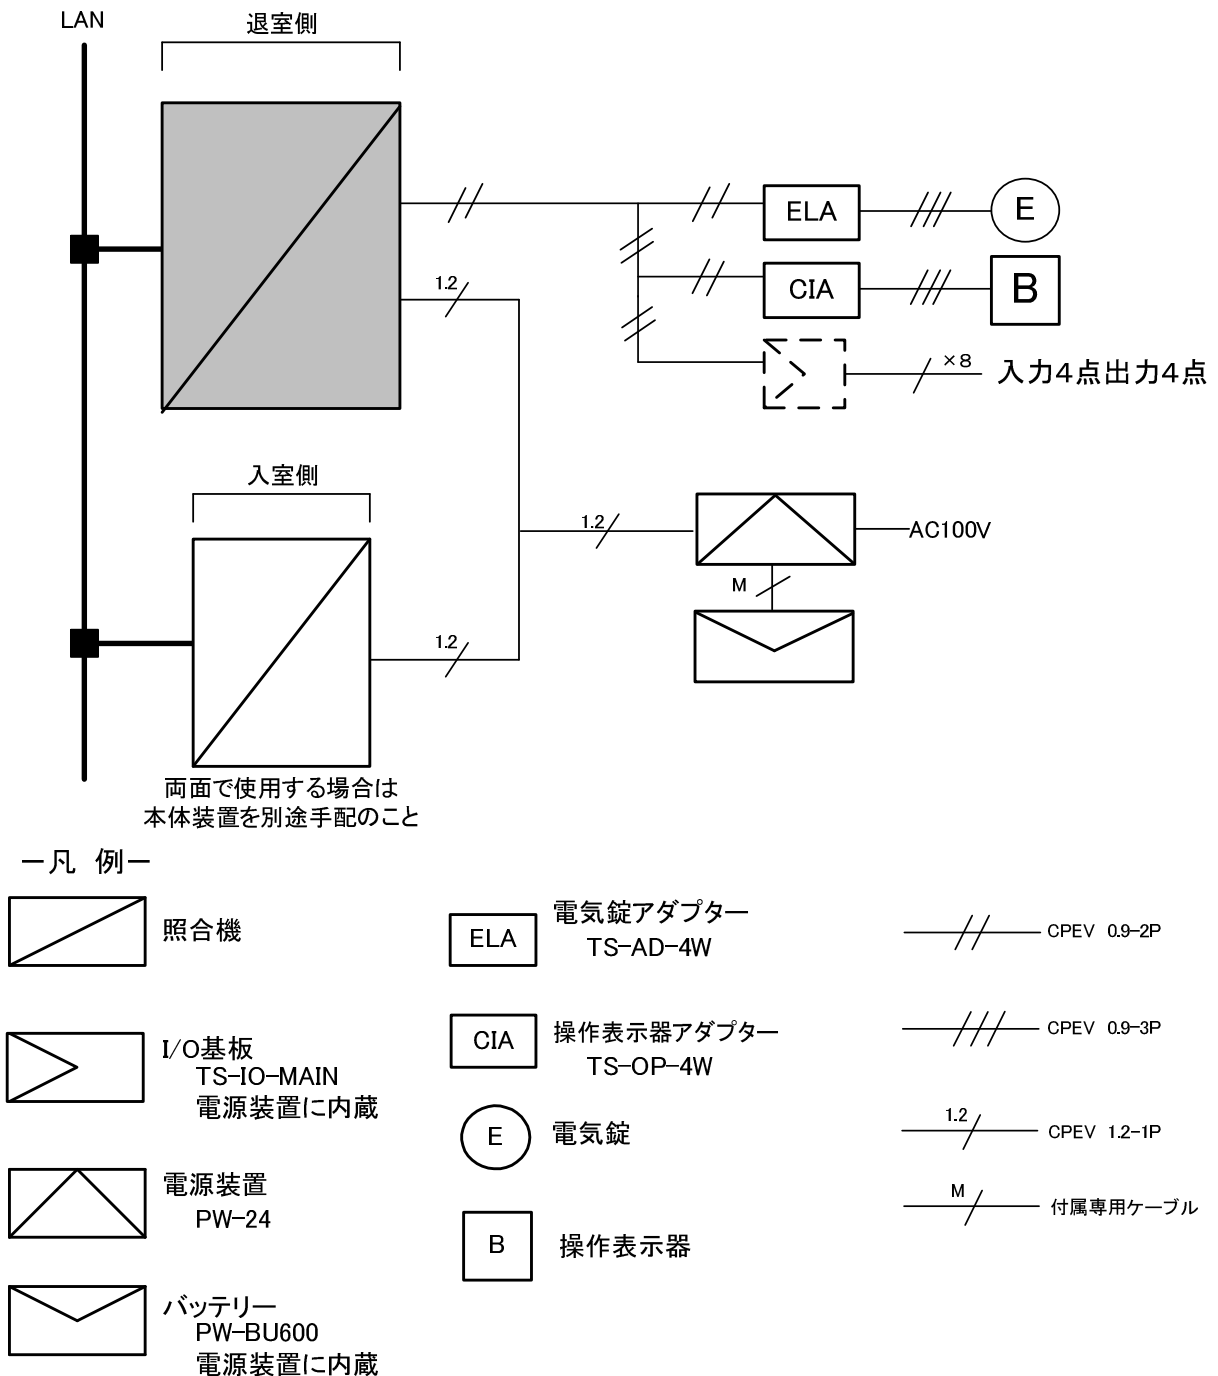 LAN
退室側
ELA
E
1.2
CIA
B
×8
入力4点出力4点
入室側
1.2
AC100V
M
1.2
両面で使用する場合は
本体装置を別途手配のこと
ー凡 例ー
照合機
ELA
電気錠アダプター
TS-AD-4W
CPEV 0.9-2P
I/O基板
TS-IO-MAIN
電源装置に内蔵
CIA
操作表示器アダプター
TS-OP-4W
CPEV 0.9-3P
E
電気錠
1.2
CPEV 1.2-1P
電源装置
PW-24
M
付属専用ケーブル
B
操作表示器
バッテリー
PW-BU600
電源装置に内蔵